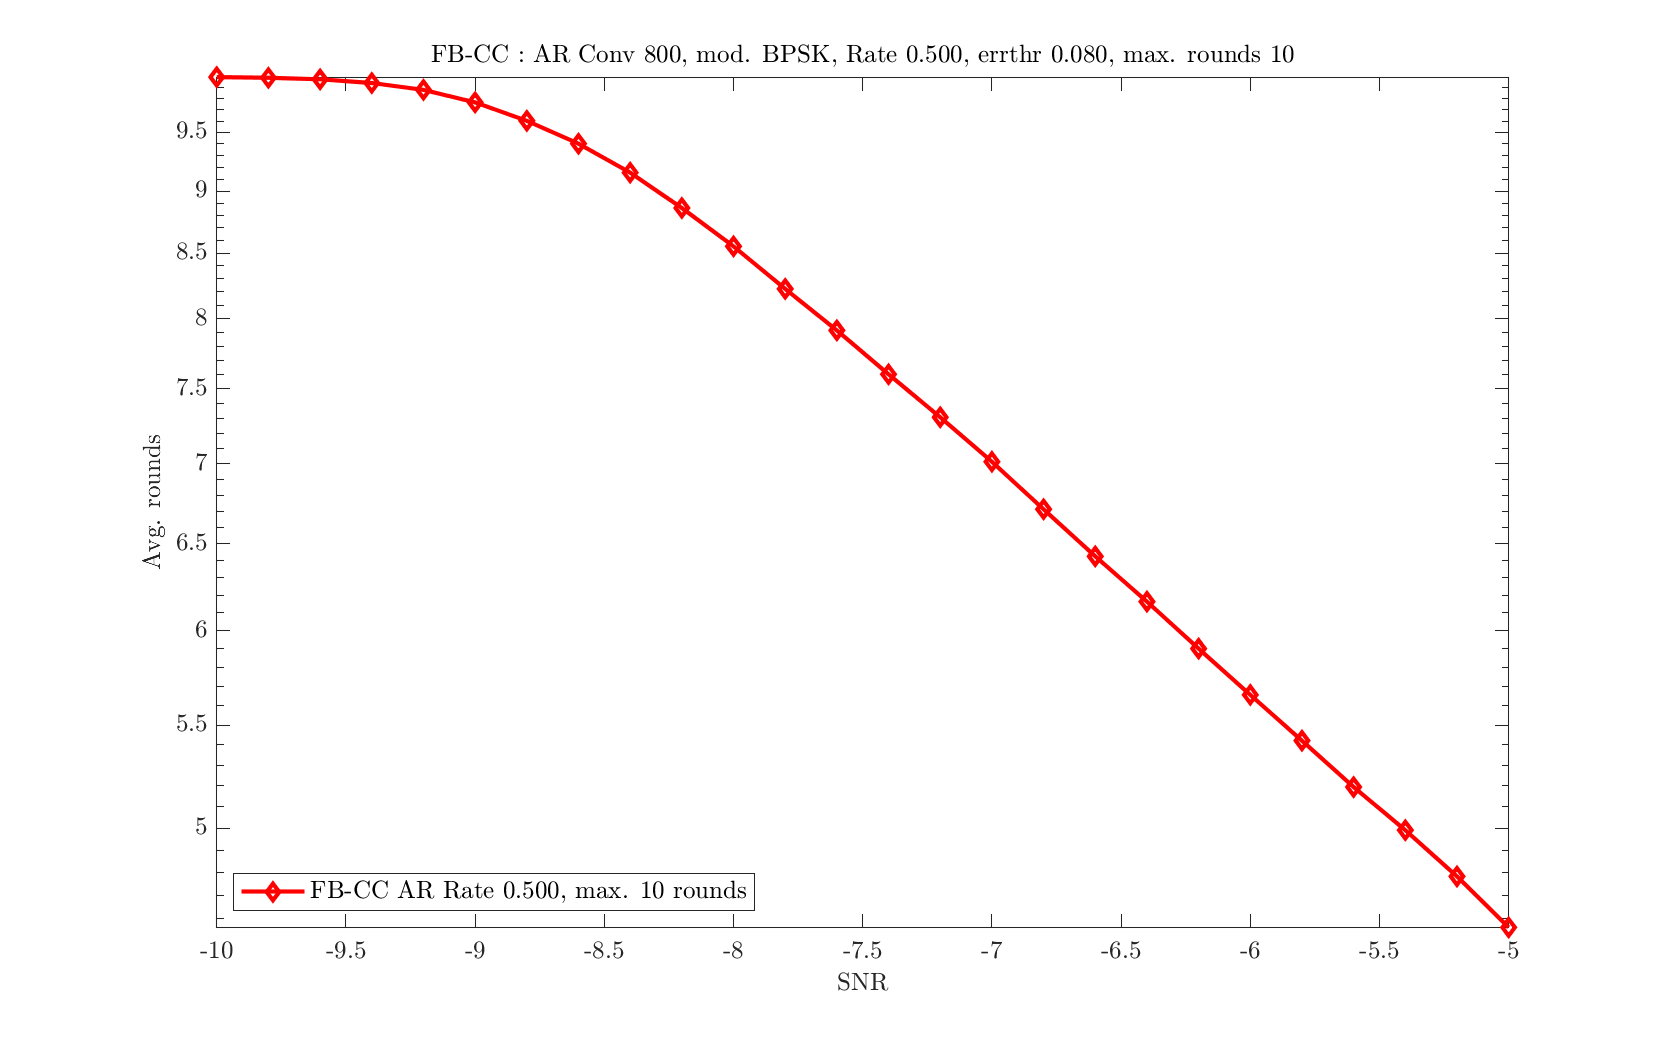 FB-CC : AR Conv 800, mod. BPSK, Rate 0.500, errthr 0.080, max. rounds 10
9.5
9
8.5
8
7.5
7
6.5
6
5.5
5
Avg. rounds
FB-CC AR Rate 0.500, max. 10 rounds
-10 -9.5 -9 -8.5 -8 -7.5 -7 -6.5 -6 -5.5 -5
SNR